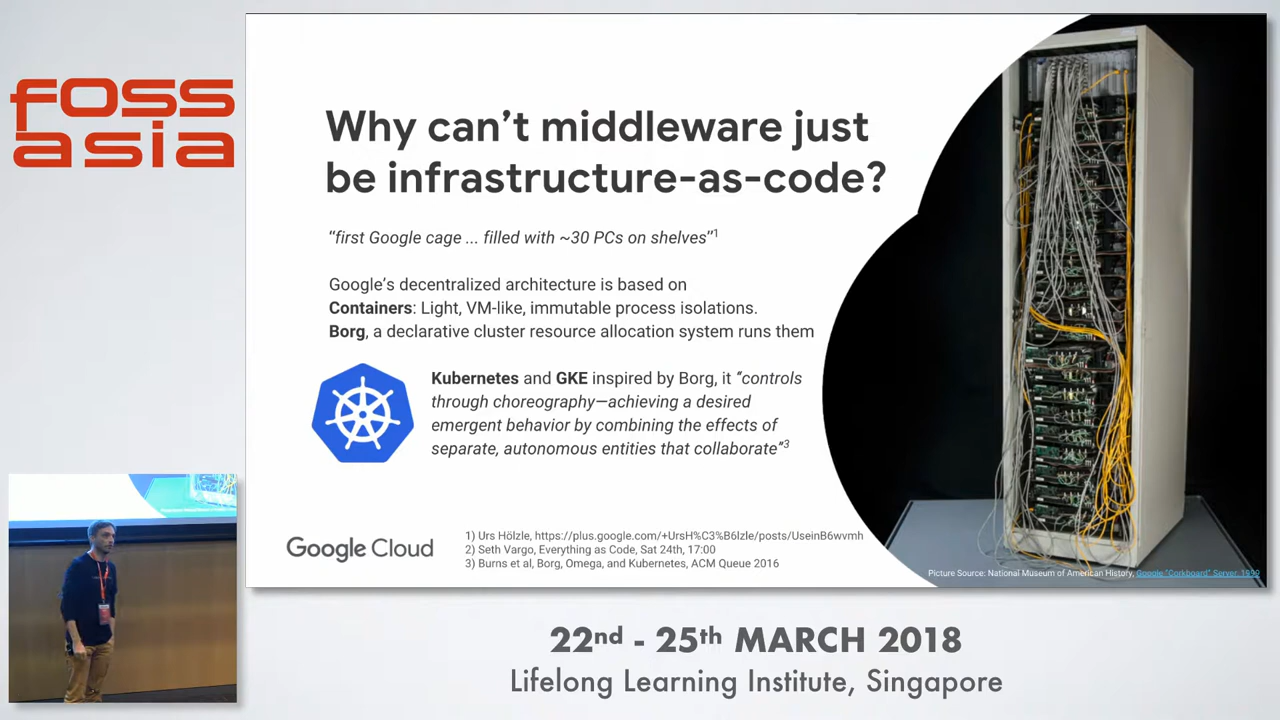 foss
asia
Why can't middleware just
be infrastructure-as-code?
“first Google cage ... filled with ~30 PCs on shelves”1
Google's decentralized architecture is based on
Containers: Light, VM-like, immutable process isolations.
Borg, a declarative cluster resource allocation system runs them
Kubernetes and GKE inspired by Borg, it “controls
through choreography—achieving a desired
emergent behavior by combining the effects of
separate, autonomous entities that collaborate”3
Google Cloud
1) Urs Hölzle, https://plus.google.com/+UrsH%C3%B6lzle/posts/UseinB6wvmh
2) Seth Vargo, Everything as Code, Sat 24th, 17:00
3) Burns et al, Borg, Omega, and Kubernetes, ACM Queue 2016
Picture Source: National Museum of American History, Google "Corkboard" Server, 1999
22nd - 25th MARCH 2018
Lifelong Learning Institute, Singapore